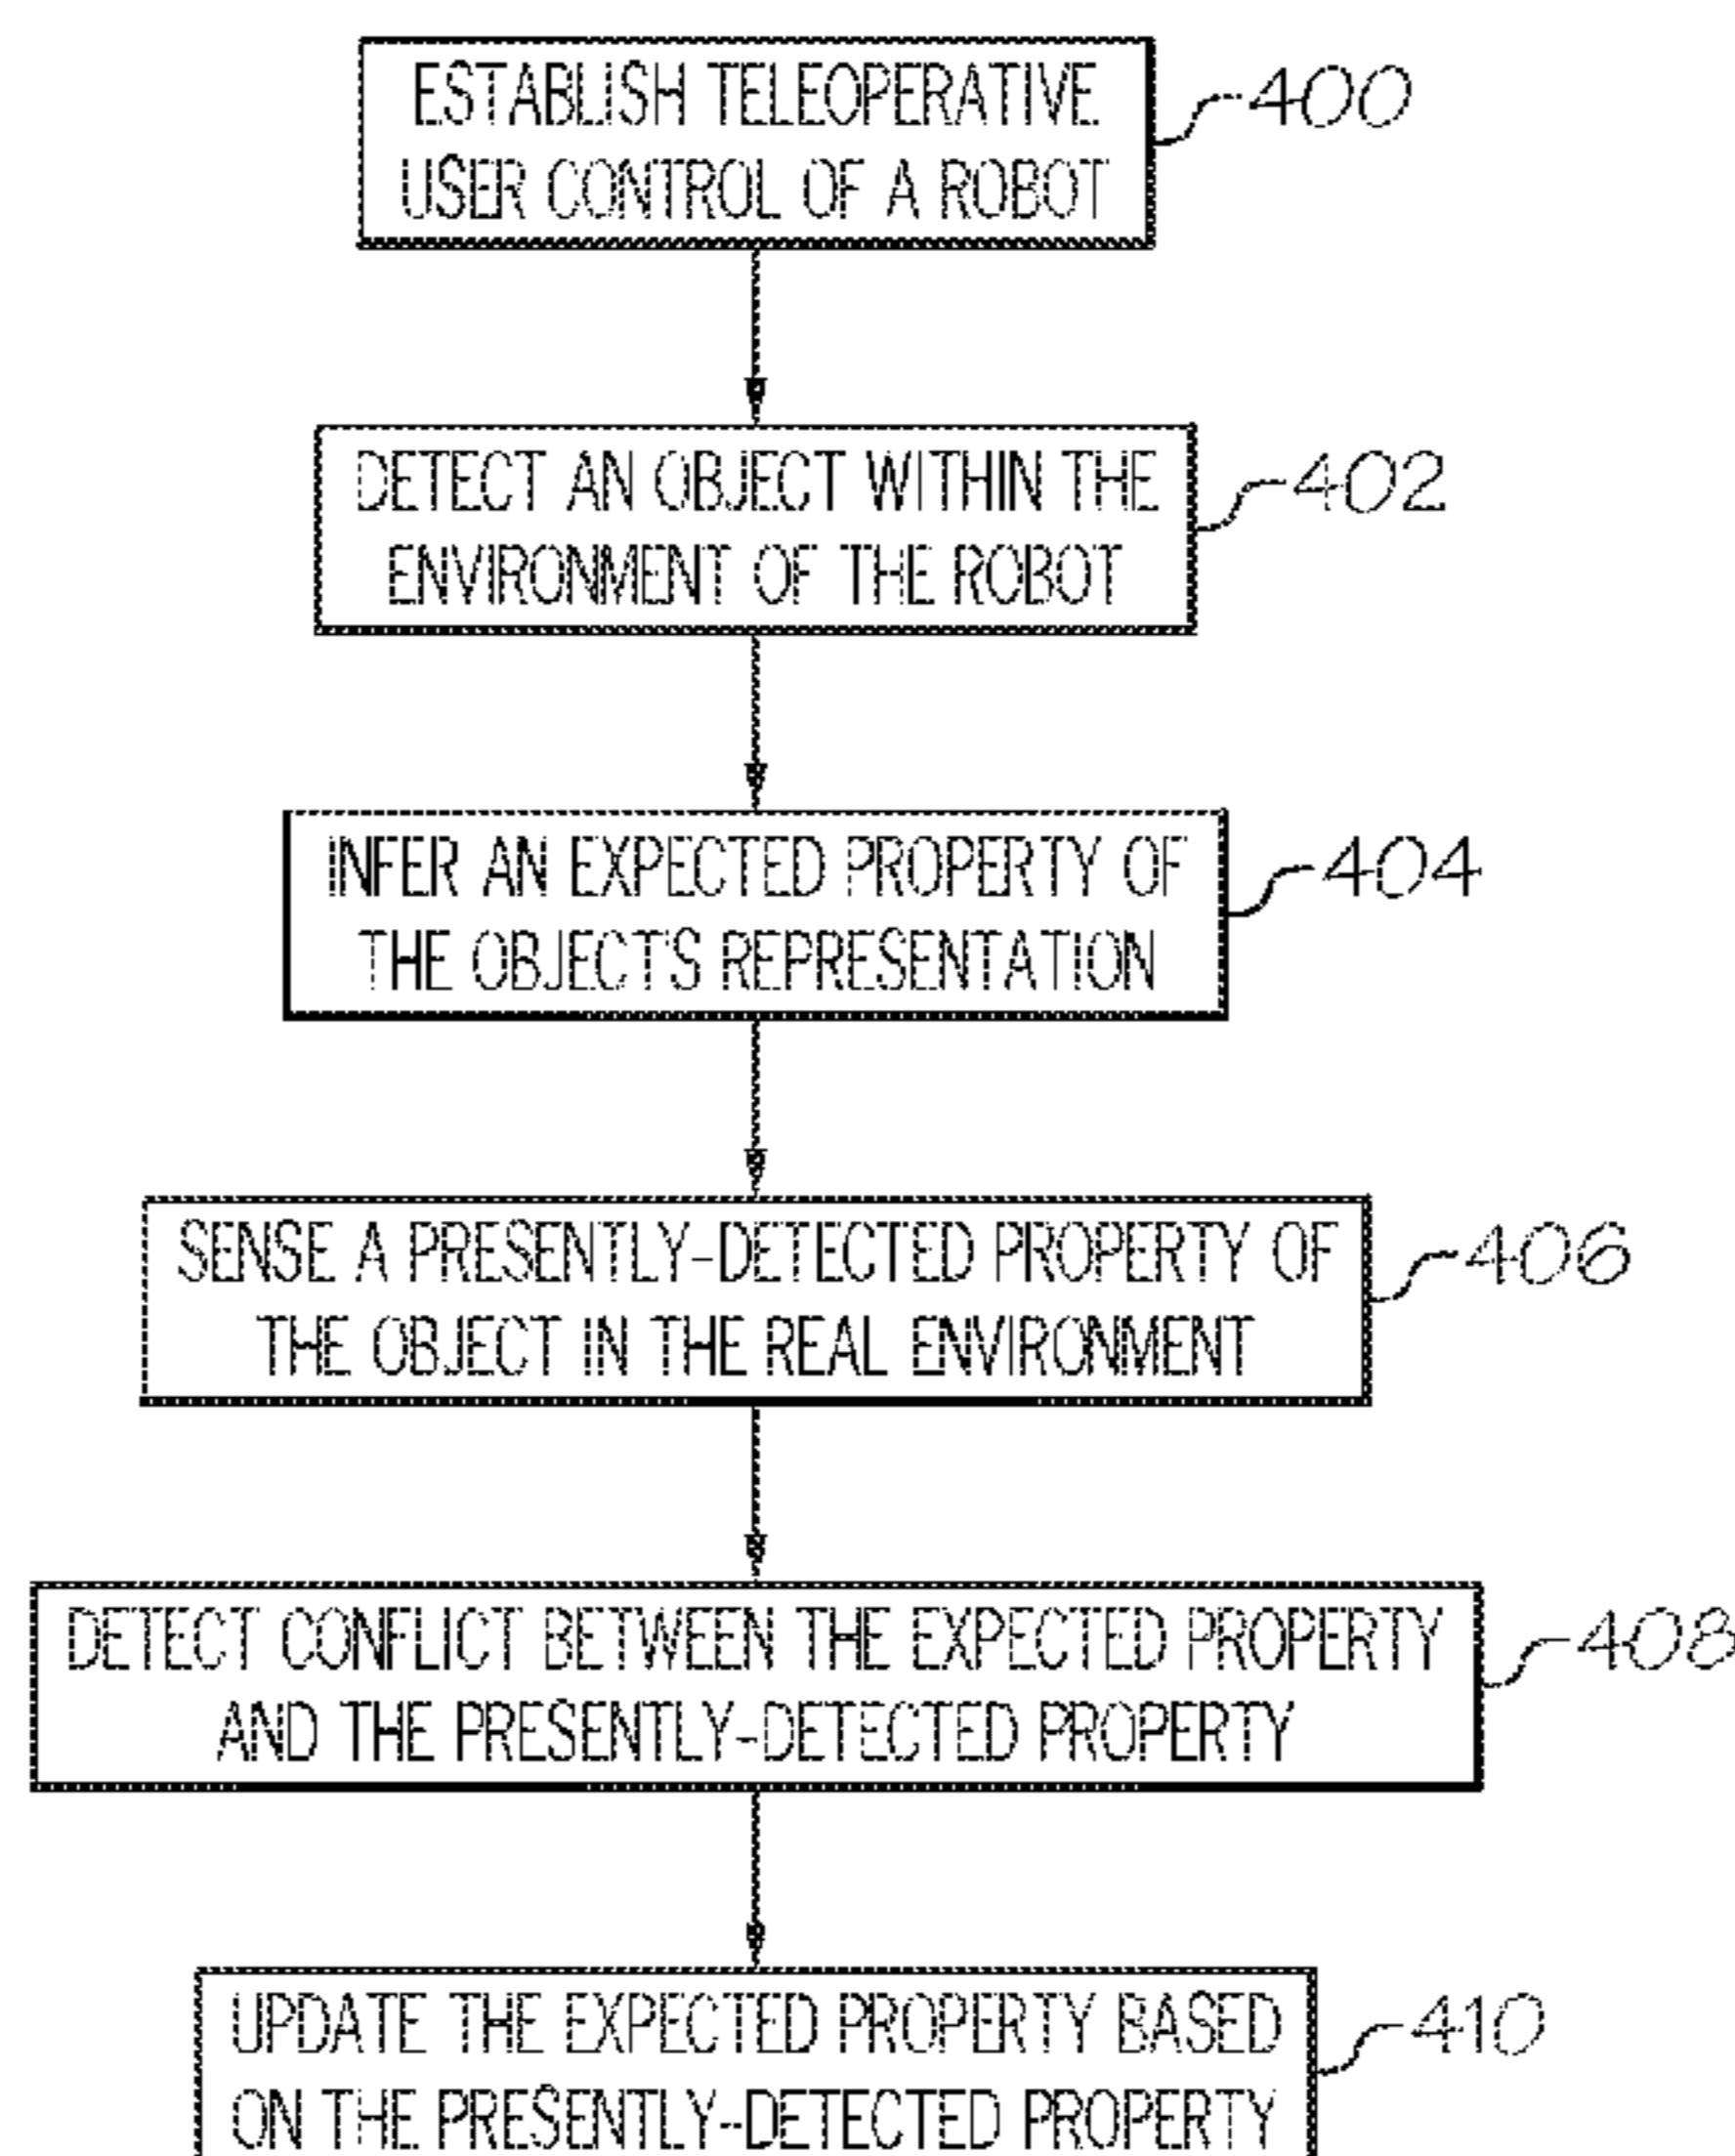 ESTABLISH TELEOPERATIVE
USER CONTROL OF A ROBOT
400
DETECT AN OBJECT WITHIN THE
ENVIRONMENT OF THE ROBOT
402
INFER AN EXPECTED PROPERTY OF
THE OBJECT'S REPRESENTATION
404
SENSE A PRESENTLY-DETECTED PROPERTY OF
THE OBJECT IN THE REAL ENVIRONMENT
406
DETECT CONFLICT BETWEEN THE EXPECTED PROPERTY
AND THE PRESENTLY-DETECTED PROPERTY
408
UPDATE THE EXPECTED PROPERTY BASED
ON THE PRESENTLY-DETECTED PROPERTY
410